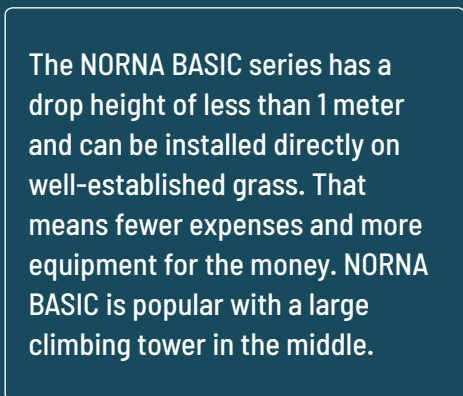 The NORNA BASIC series has a
drop height of less than 1 meter
and can be installed directly on
well-established grass. That
means fewer expenses and more
equipment for the money. NORNA
BASIC is popular with a large
climbing tower in the middle.